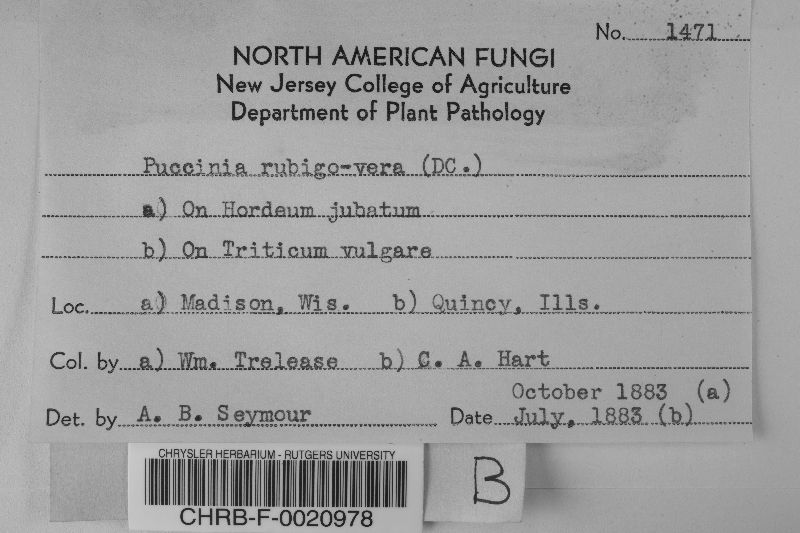 No. 1471
NORTH AMERICAN FUNGI
New Jersey College of Agriculture
Department of Plant Pathology
Puccinia rubigo-vera (DC.)
a) On Hordeum jubatum
b) On Triticum vulgare
Loc. a) Madison, Wis. b) Quincy, Ills.
Col. by a) Wm. Trelease b) C. A. Hart
October 1883 (a)
Det. by A. B. Seymour Date July, 1883 (b)
CHRYSLER HERBARIUM - RUTGERS UNIVERSITY
CHRB-F-0020978
B